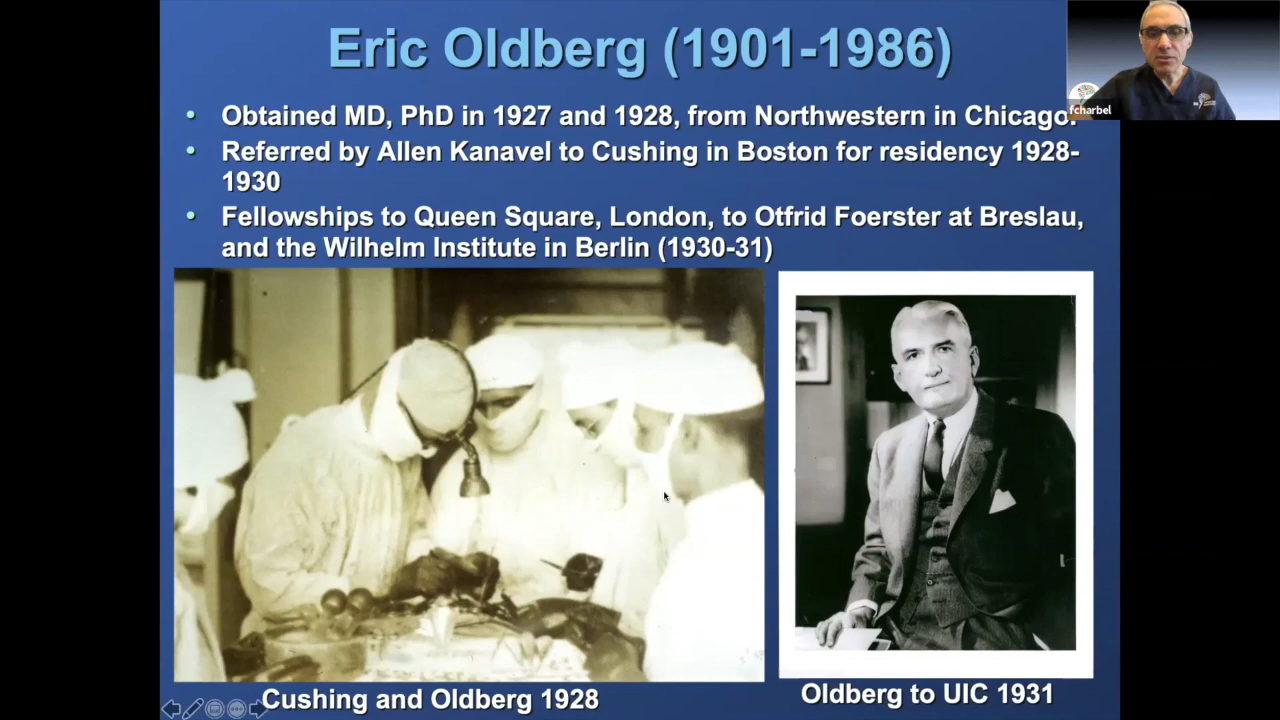 Eric Oldberg (1901-1986)
• Obtained MD, PhD in 1927 and 1928, from Northwestern in Chicago.
• Referred by Allen Kanavel to Cushing in Boston for residency 1928-
1930
• Fellowships to Queen Square, London, to Otfrid Foerster at Breslau,
and the Wilhelm Institute in Berlin (1930-31)
fcharbel
Cushing and Oldberg 1928
Oldberg to UIC 1931